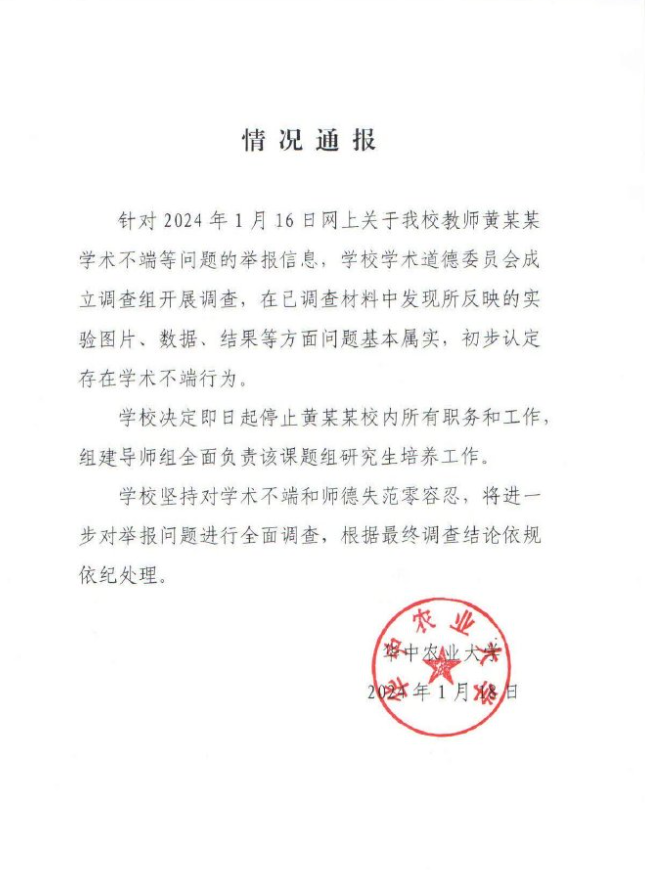 情况通报
针对 2024 年 1 月 16 日网上关于我校教师黄某某
学术不端等问题的举报信息，学校学术道德委员会成
立调查组开展调查，在已调查材料中发现所反映的实
验图片、数据、结果等方面问题基本属实，初步认定
存在学术不端行为。
学校决定即日起停止黄某某校内所有职务和工作，
组建导师组全面负责该课题组研究生培养工作。
学校坚持对学术不端和师德失范零容忍，将进一
步对举报问题进行全面调查，根据最终调查结论依规
依纪处理。
华中农业大学
华中农业大学
2024 年 1 月 18 日